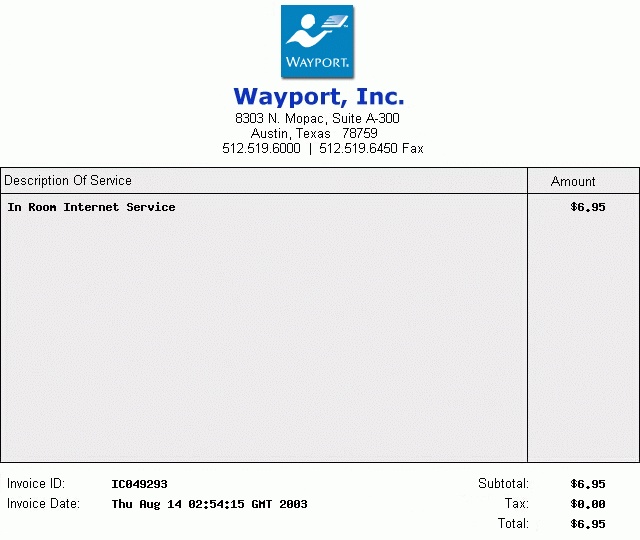 WAYPORT.
Wayport, Inc.
8303 N. Mopac, Suite A-300
Austin, Texas 78759
512.519.6000 | 512.519.6450 Fax
Description Of Service Amount
In Room Internet Service $6.95
Invoice ID: IC049293 Subtotal: $6.95
Invoice Date: Thu Aug 14 02:54:15 GMT 2003 Tax: $0.00
Total: $6.95